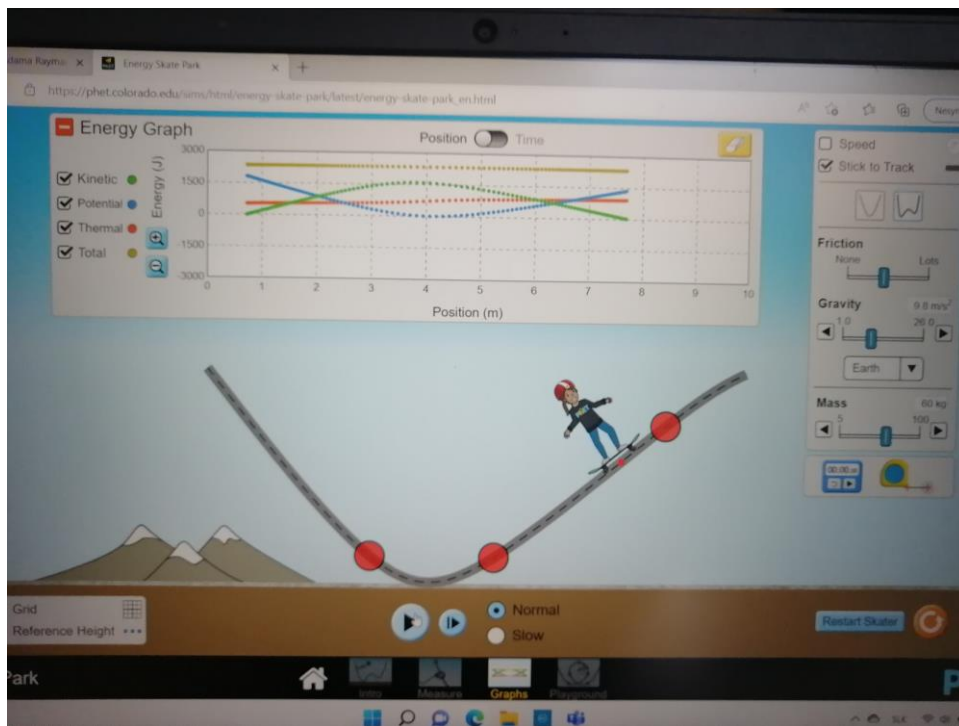 Energy Skate Park
https://phet.colorado.edu/sims/html/energy-skate-park/latest/energy-skate-park_en.html
Energy Graph
Position
Time
Speed
Stick to Track
Kinetic
Potential
Thermal
Total
Energy (J)
3000
1500
0
-1500
-3000
0 1 2 3 4 5 6 7 8 9 10
Position (m)
Friction
None
Lots
Gravity
9.8 m/s²
1.0
26.0
Earth
Mass
60 kg
5
100
Grid
Reference Height
Normal
Slow
Restart Skater
Park
Intro
Measure
Graphs
Playground
SLK